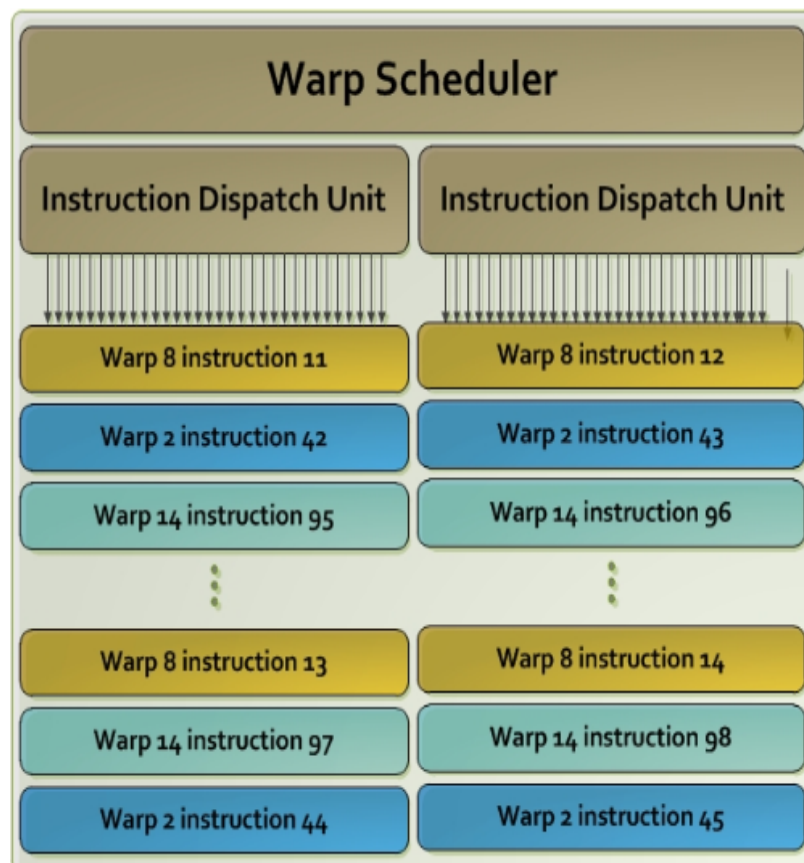 Warp Scheduler
Instruction Dispatch Unit
Instruction Dispatch Unit
Warp 8 instruction 11
Warp 8 instruction 12
Warp 2 instruction 42
Warp 2 instruction 43
Warp 14 instruction 95
Warp 14 instruction 96
Warp 8 instruction 13
Warp 8 instruction 14
Warp 14 instruction 97
Warp 14 instruction 98
Warp 2 instruction 44
Warp 2 instruction 45